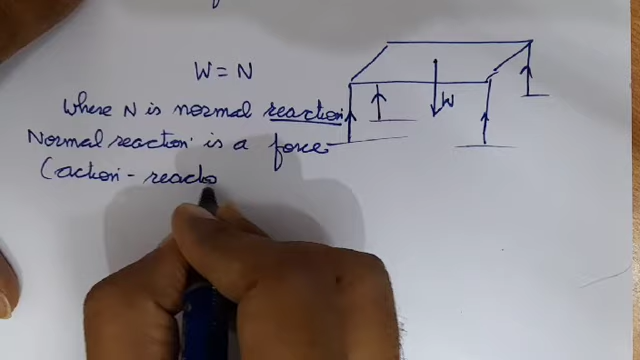 W = N
Where N is normal reaction
W
Normal reaction is a force
(action - reactio